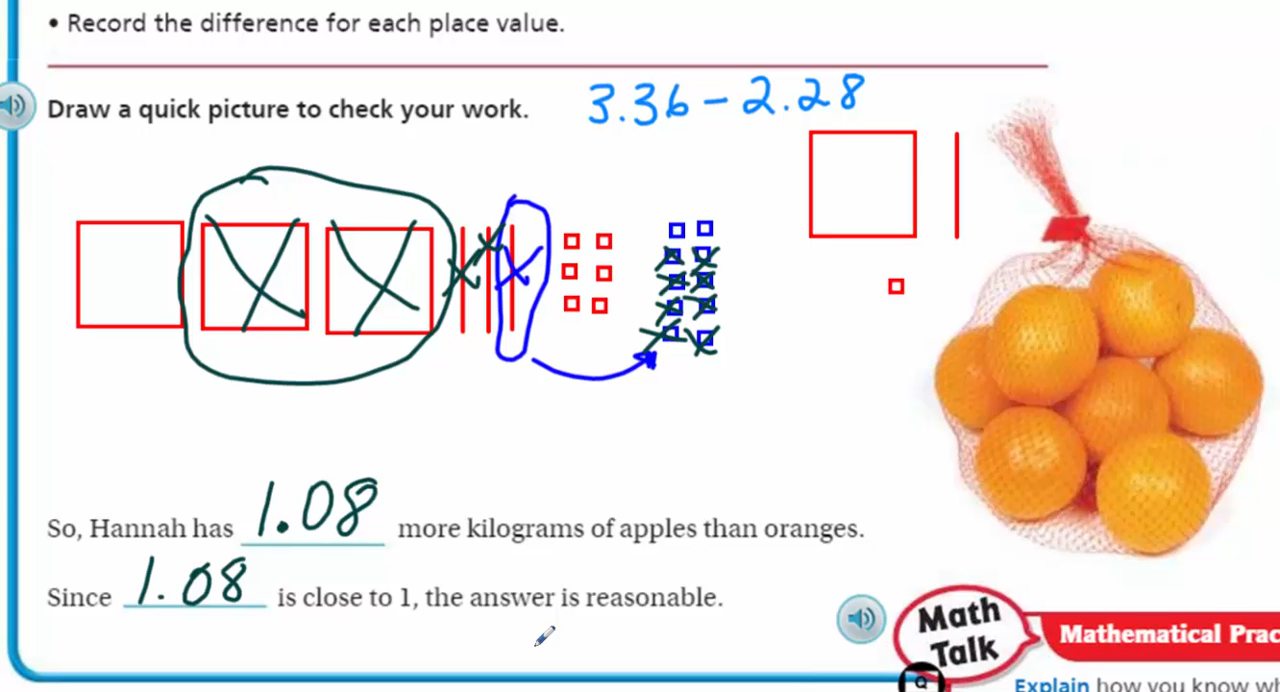 • Record the difference for each place value.
Draw a quick picture to check your work. 3.36 - 2.28
So, Hannah has 1.08 more kilograms of apples than oranges.
Since 1.08 is close to 1, the answer is reasonable.
Math
Talk
Mathematical Prac
Q
Explain how you know wh